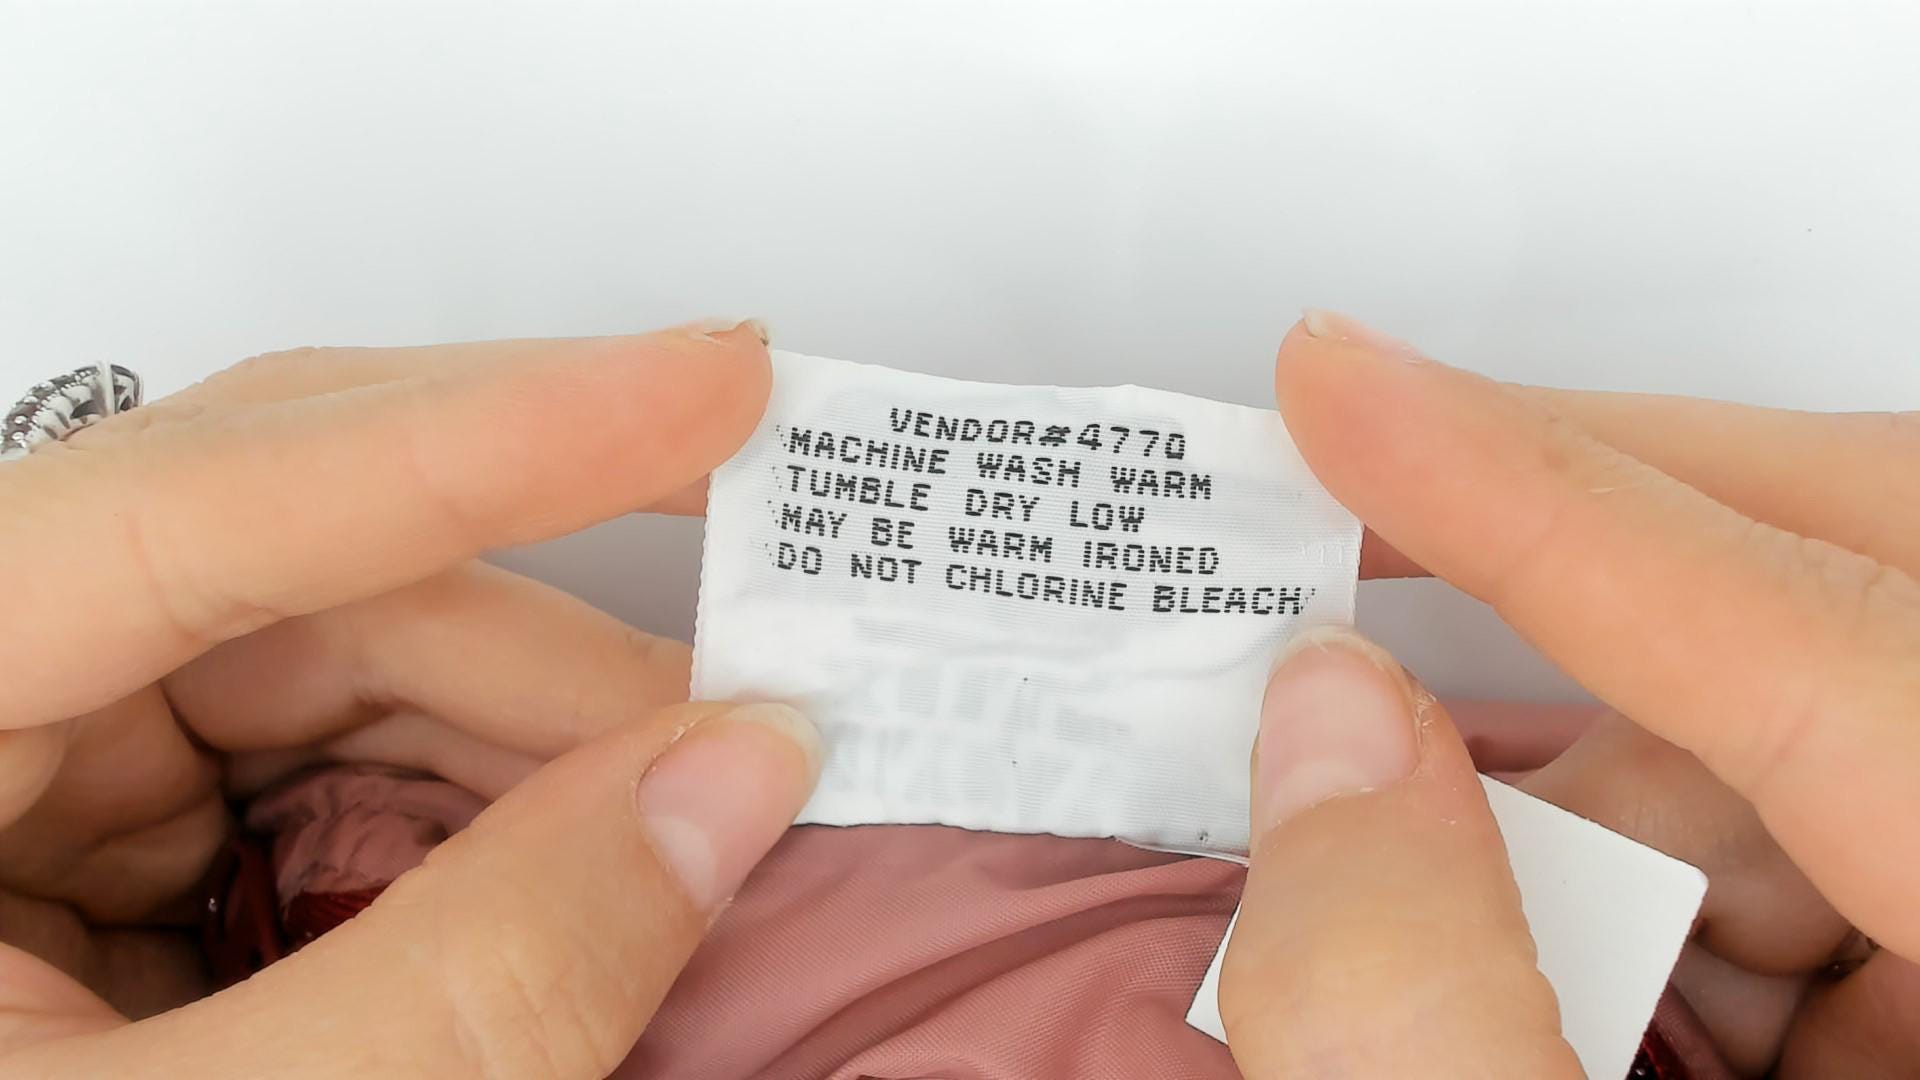 VENDOR#4770
MACHINE WASH WARM
TUMBLE DRY LOW
MAY BE WARM IRONED
DO NOT CHLORINE BLEACH